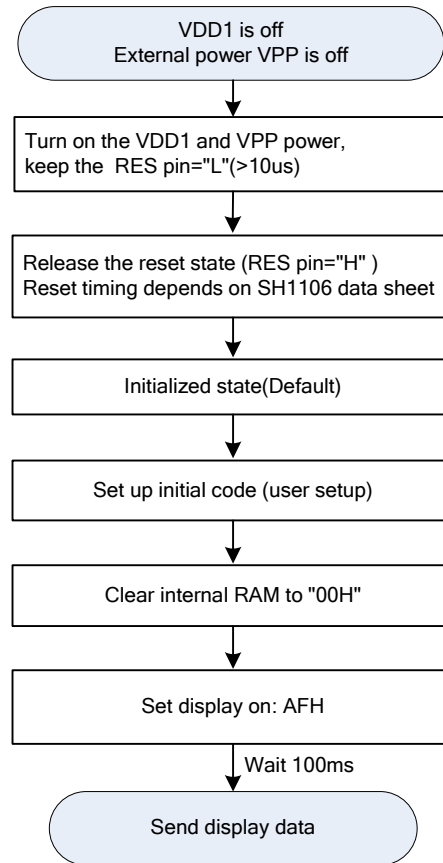 VDD1 is off
External power VPP is off
Turn on the VDD1 and VPP power,
keep the RES pin="L"(>10us)
Release the reset state (RES pin="H" )
Reset timing depends on SH1106 data sheet
Initialized state(Default)
Set up initial code (user setup)
Clear internal RAM to "00H"
Set display on: AFH
Wait 100ms
Send display data